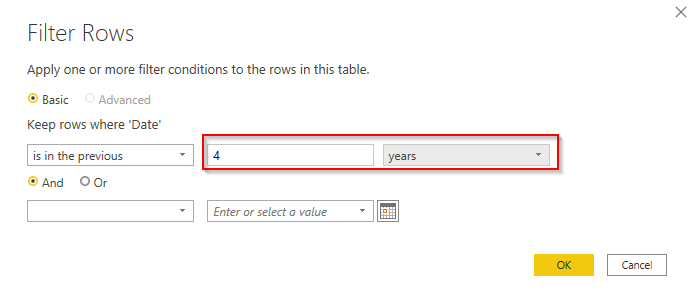 Filter Rows
Apply one or more filter conditions to the rows in this table.
Basic Advanced
Keep rows where 'Date'
is in the previous 4 years
And Or
Enter or select a value
OK Cancel